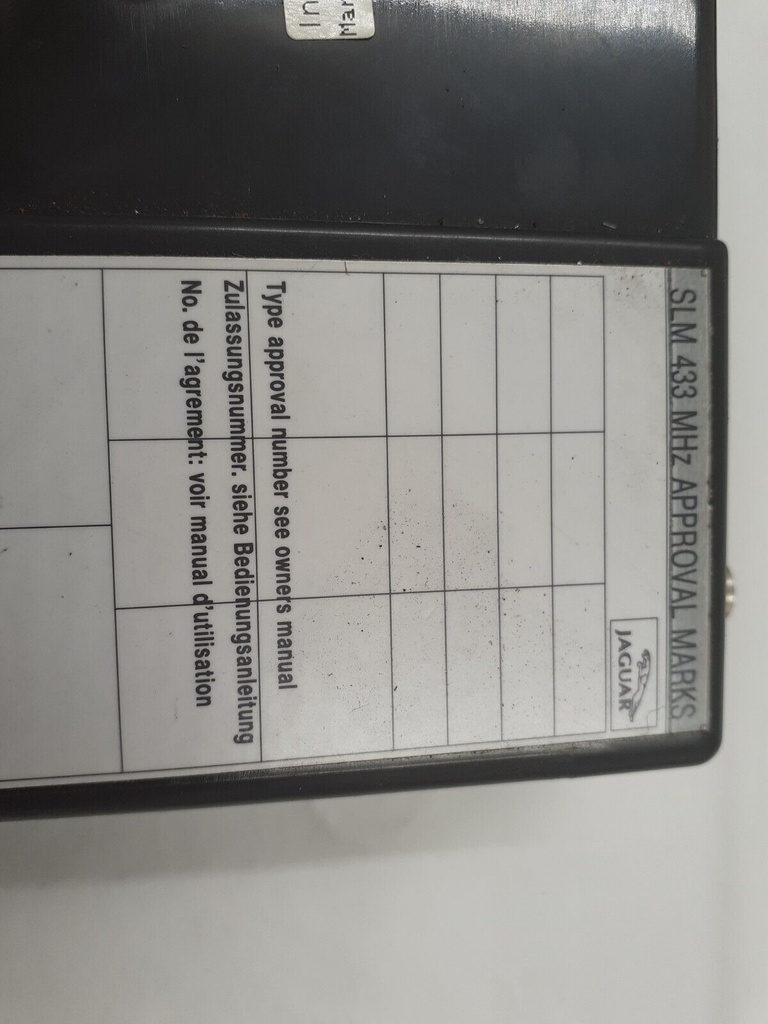 SLM 433 MHz APPROVAL MARKS
JAGUAR
Type approval number see owners manual
Zulassungsnummer. siehe Bedienungsanleitung
No. de l'agrement: voir manual d'utilisation